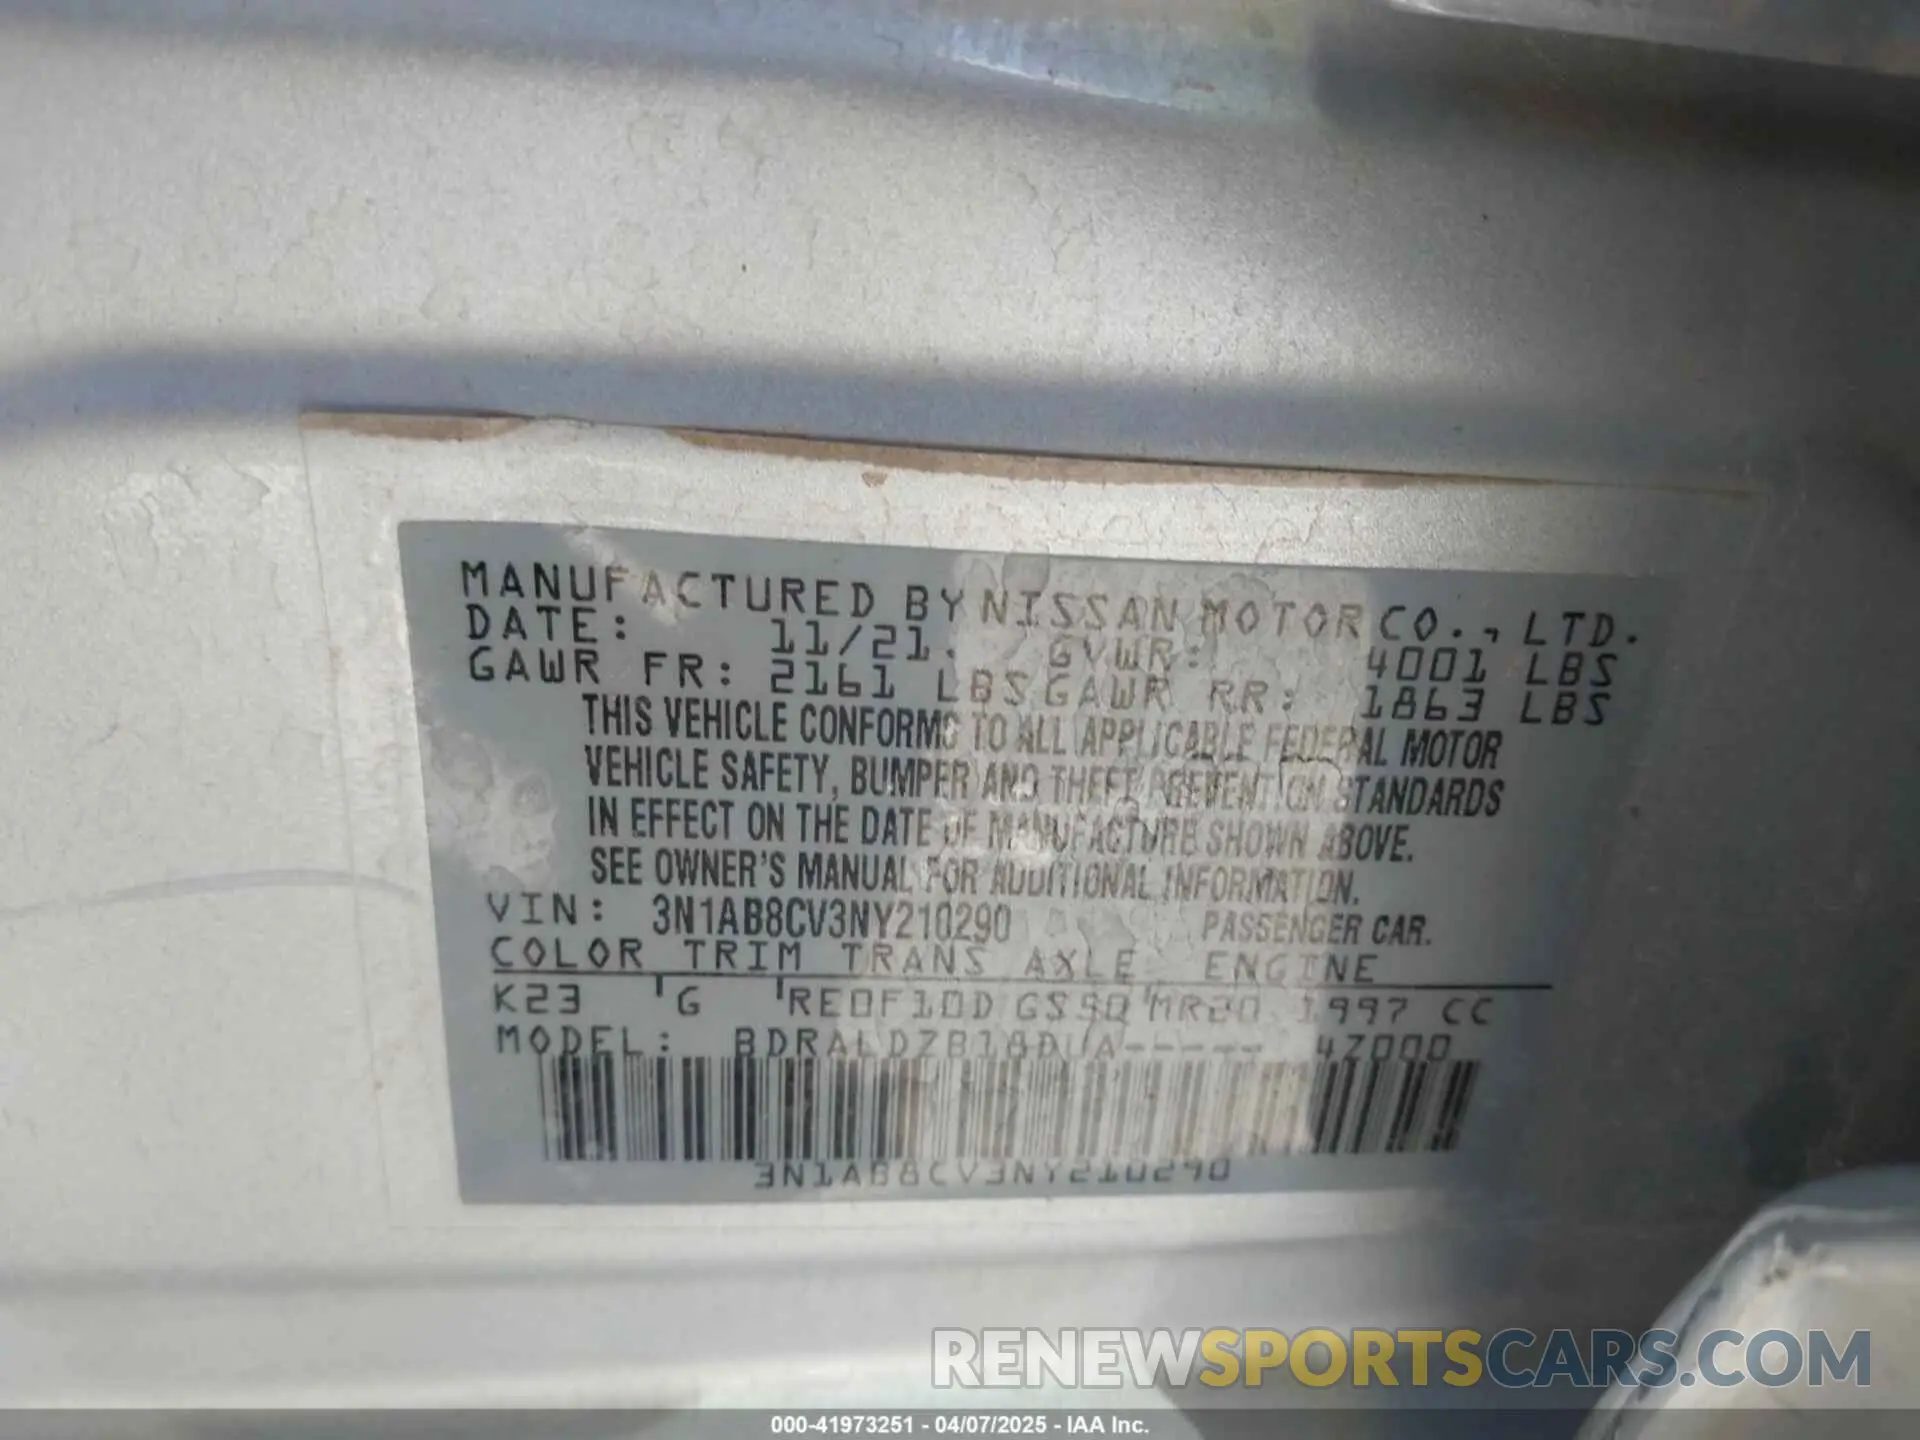 MANUFACTURED BY NISSAN MOTOR CO., LTD.
DATE: 11/21. GVWR: 4001 LBS
GAWR FR: 2161 LBS GAWR RR: 1863 LBS
THIS VEHICLE CONFORMS TO ALL APPLICABLE FEDERAL MOTOR
VEHICLE SAFETY, BUMPER AND THEFT PREVENTION STANDARDS
IN EFFECT ON THE DATE OF MANUFACTURE SHOWN ABOVE.
SEE OWNER'S MANUAL FOR ADDITIONAL INFORMATION.
VIN: 3N1AB8CV3NY210290 PASSENGER CAR.
COLOR TRIM TRANS AXLE ENGINE
K23 G RE0F10D GS90 MR20 1997 CC
MODEL: BDRALDZB18DUA----- 4Z000
3N1AB8CV3NY210290
RENEWSPORTSCARS.COM
000-41973251 - 04/07/2025 - IAA Inc.